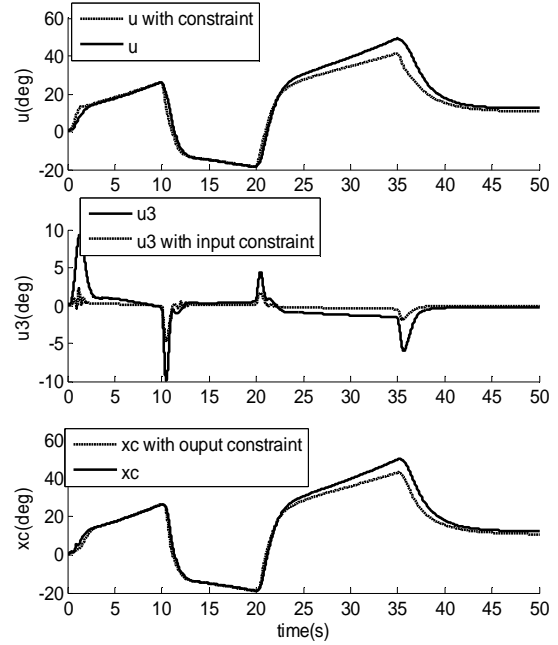 60
40
20
0
-20
u(deg)
u with constraint
u
0 5 10 15 20 25 30 35 40 45 50
10
5
0
-5
-10
u3(deg)
u3
u3 with input constraint
0 5 10 15 20 25 30 35 40 45 50
60
40
20
0
-20
xc(deg)
xc with ouput constraint
xc
0 5 10 15 20 25 30 35 40 45 50
time(s)